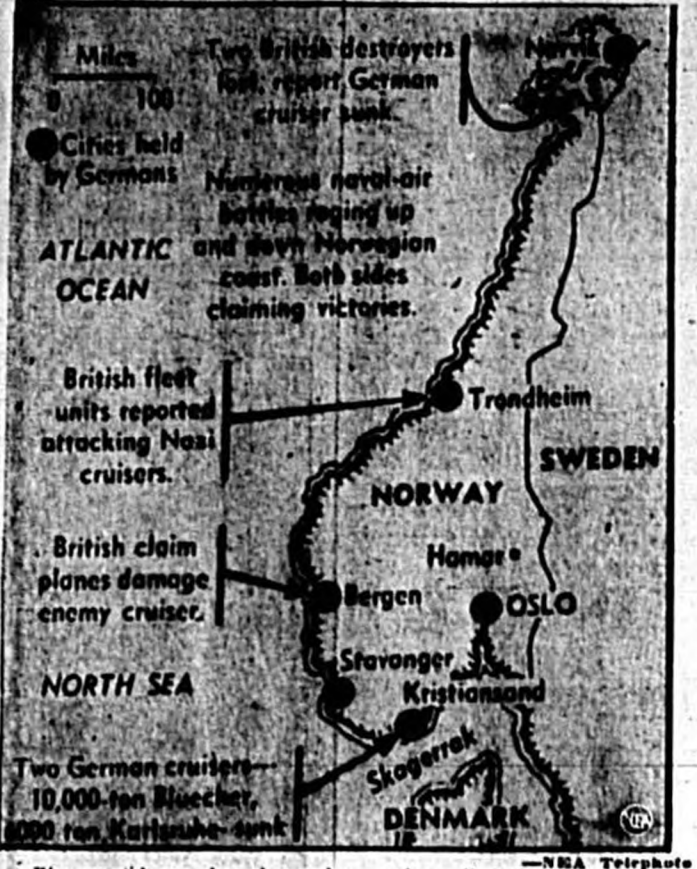 Miles
0 100
Cities held
by Germans
Two British destroyers
lost, report German
cruiser sunk.
Narvik
Numerous naval-air
battles raging up
and down Norwegian
coast. Both sides
claiming victories.
ATLANTIC
OCEAN
British fleet
units reported
attacking Nazi
cruisers.
Trondheim
SWEDEN
NORWAY
Hamar
British claim
planes damage
enemy cruiser.
Bergen
OSLO
Stavanger
Kristiansand
NORTH SEA
Skagerrak
Two German cruisers—
10,000-ton Bluecher,
ton, Karlsruhe—sunk
DENMARK
NEA
—NEA Telephoto